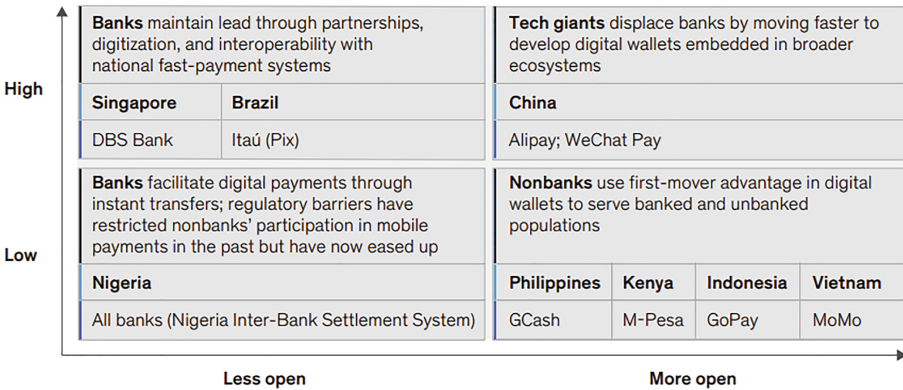 Banks maintain lead through partnerships,
digitization, and interoperability with
national fast-payment systems
Singapore Brazil
DBS Bank Itaú (Pix)
Tech giants displace banks by moving faster to
develop digital wallets embedded in broader
ecosystems
China
Alipay; WeChat Pay
High
Banks facilitate digital payments through
instant transfers; regulatory barriers have
restricted nonbanks’ participation in mobile
payments in the past but have now eased up
Nigeria
All banks (Nigeria Inter-Bank Settlement System)
Nonbanks use first-mover advantage in digital
wallets to serve banked and unbanked
populations
Philippines Kenya Indonesia Vietnam
GCash M-Pesa GoPay MoMo
Low
Less open More open